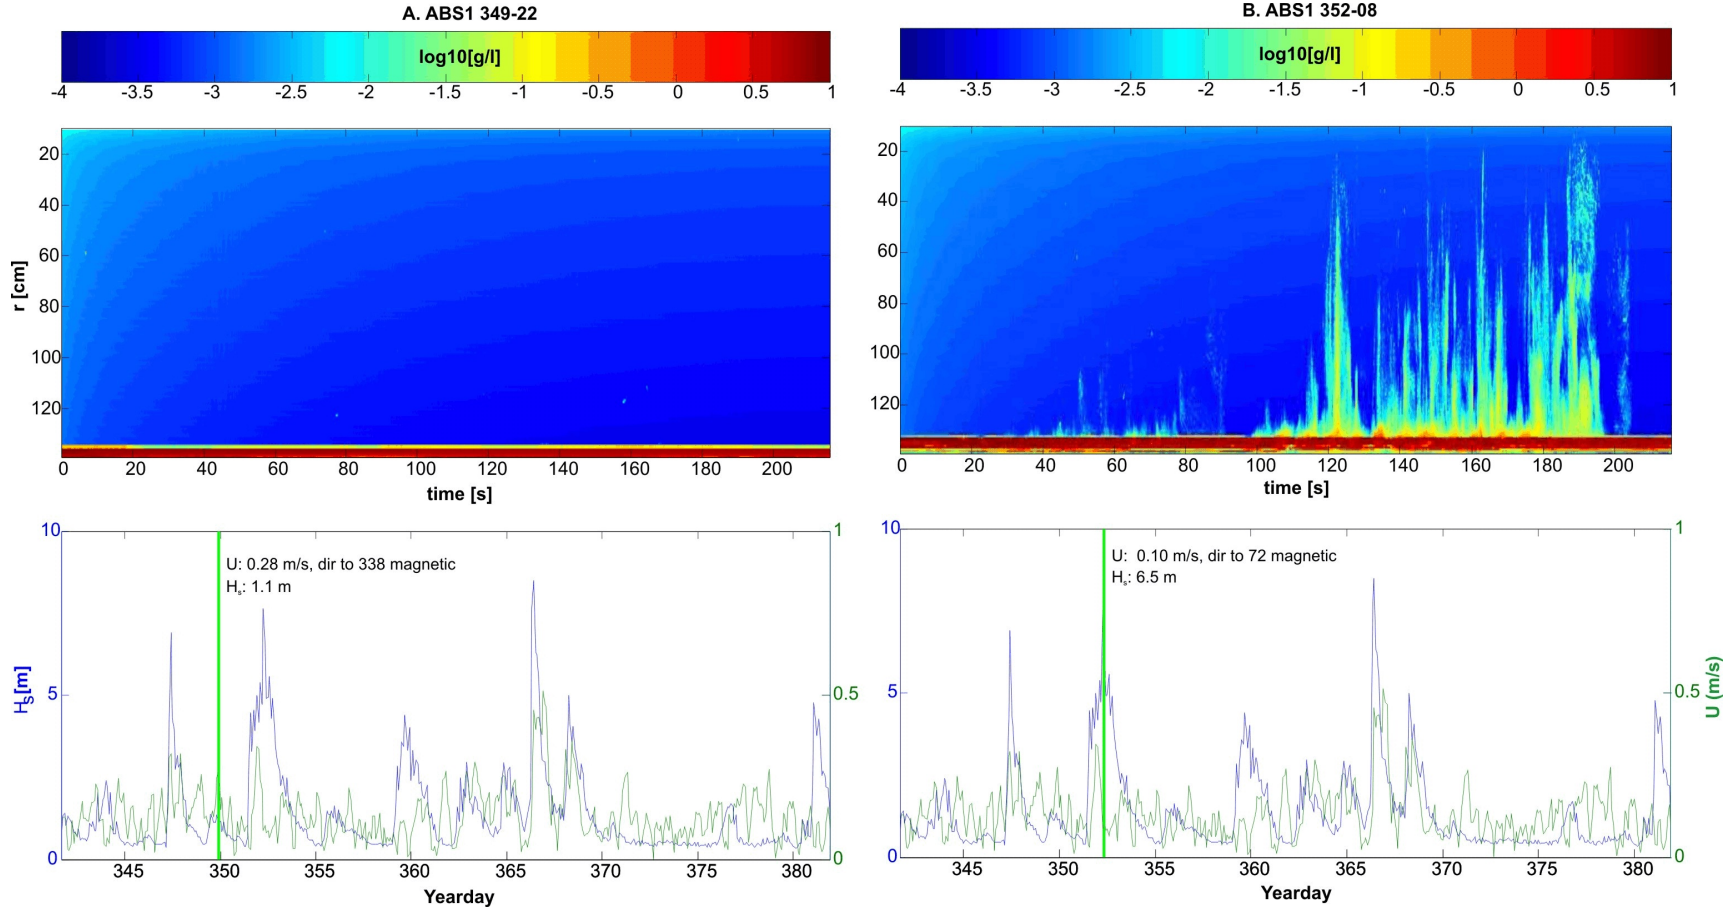 A. ABS1 349-22
log10[g/l]
-4 -3.5 -3 -2.5 -2 -1.5 -1 -0.5 0 0.5 1
r [cm]
20
40
60
80
100
120
0 20 40 60 80 100 120 140 160 180 200
time [s]
B. ABS1 352-08
log10[g/l]
-4 -3.5 -3 -2.5 -2 -1.5 -1 -0.5 0 0.5 1
20
40
60
80
100
120
0 20 40 60 80 100 120 140 160 180 200
time [s]
10 1
U: 0.28 m/s, dir to 338 magnetic
Hs: 1.1 m
HS[m]
5 0.5
0 0
345 350 355 360 365 370 375 380
Yearday
10 1
U: 0.10 m/s, dir to 72 magnetic
Hs: 6.5 m
5 0.5
U (m/s)
0 0
345 350 355 360 365 370 375 380
Yearday